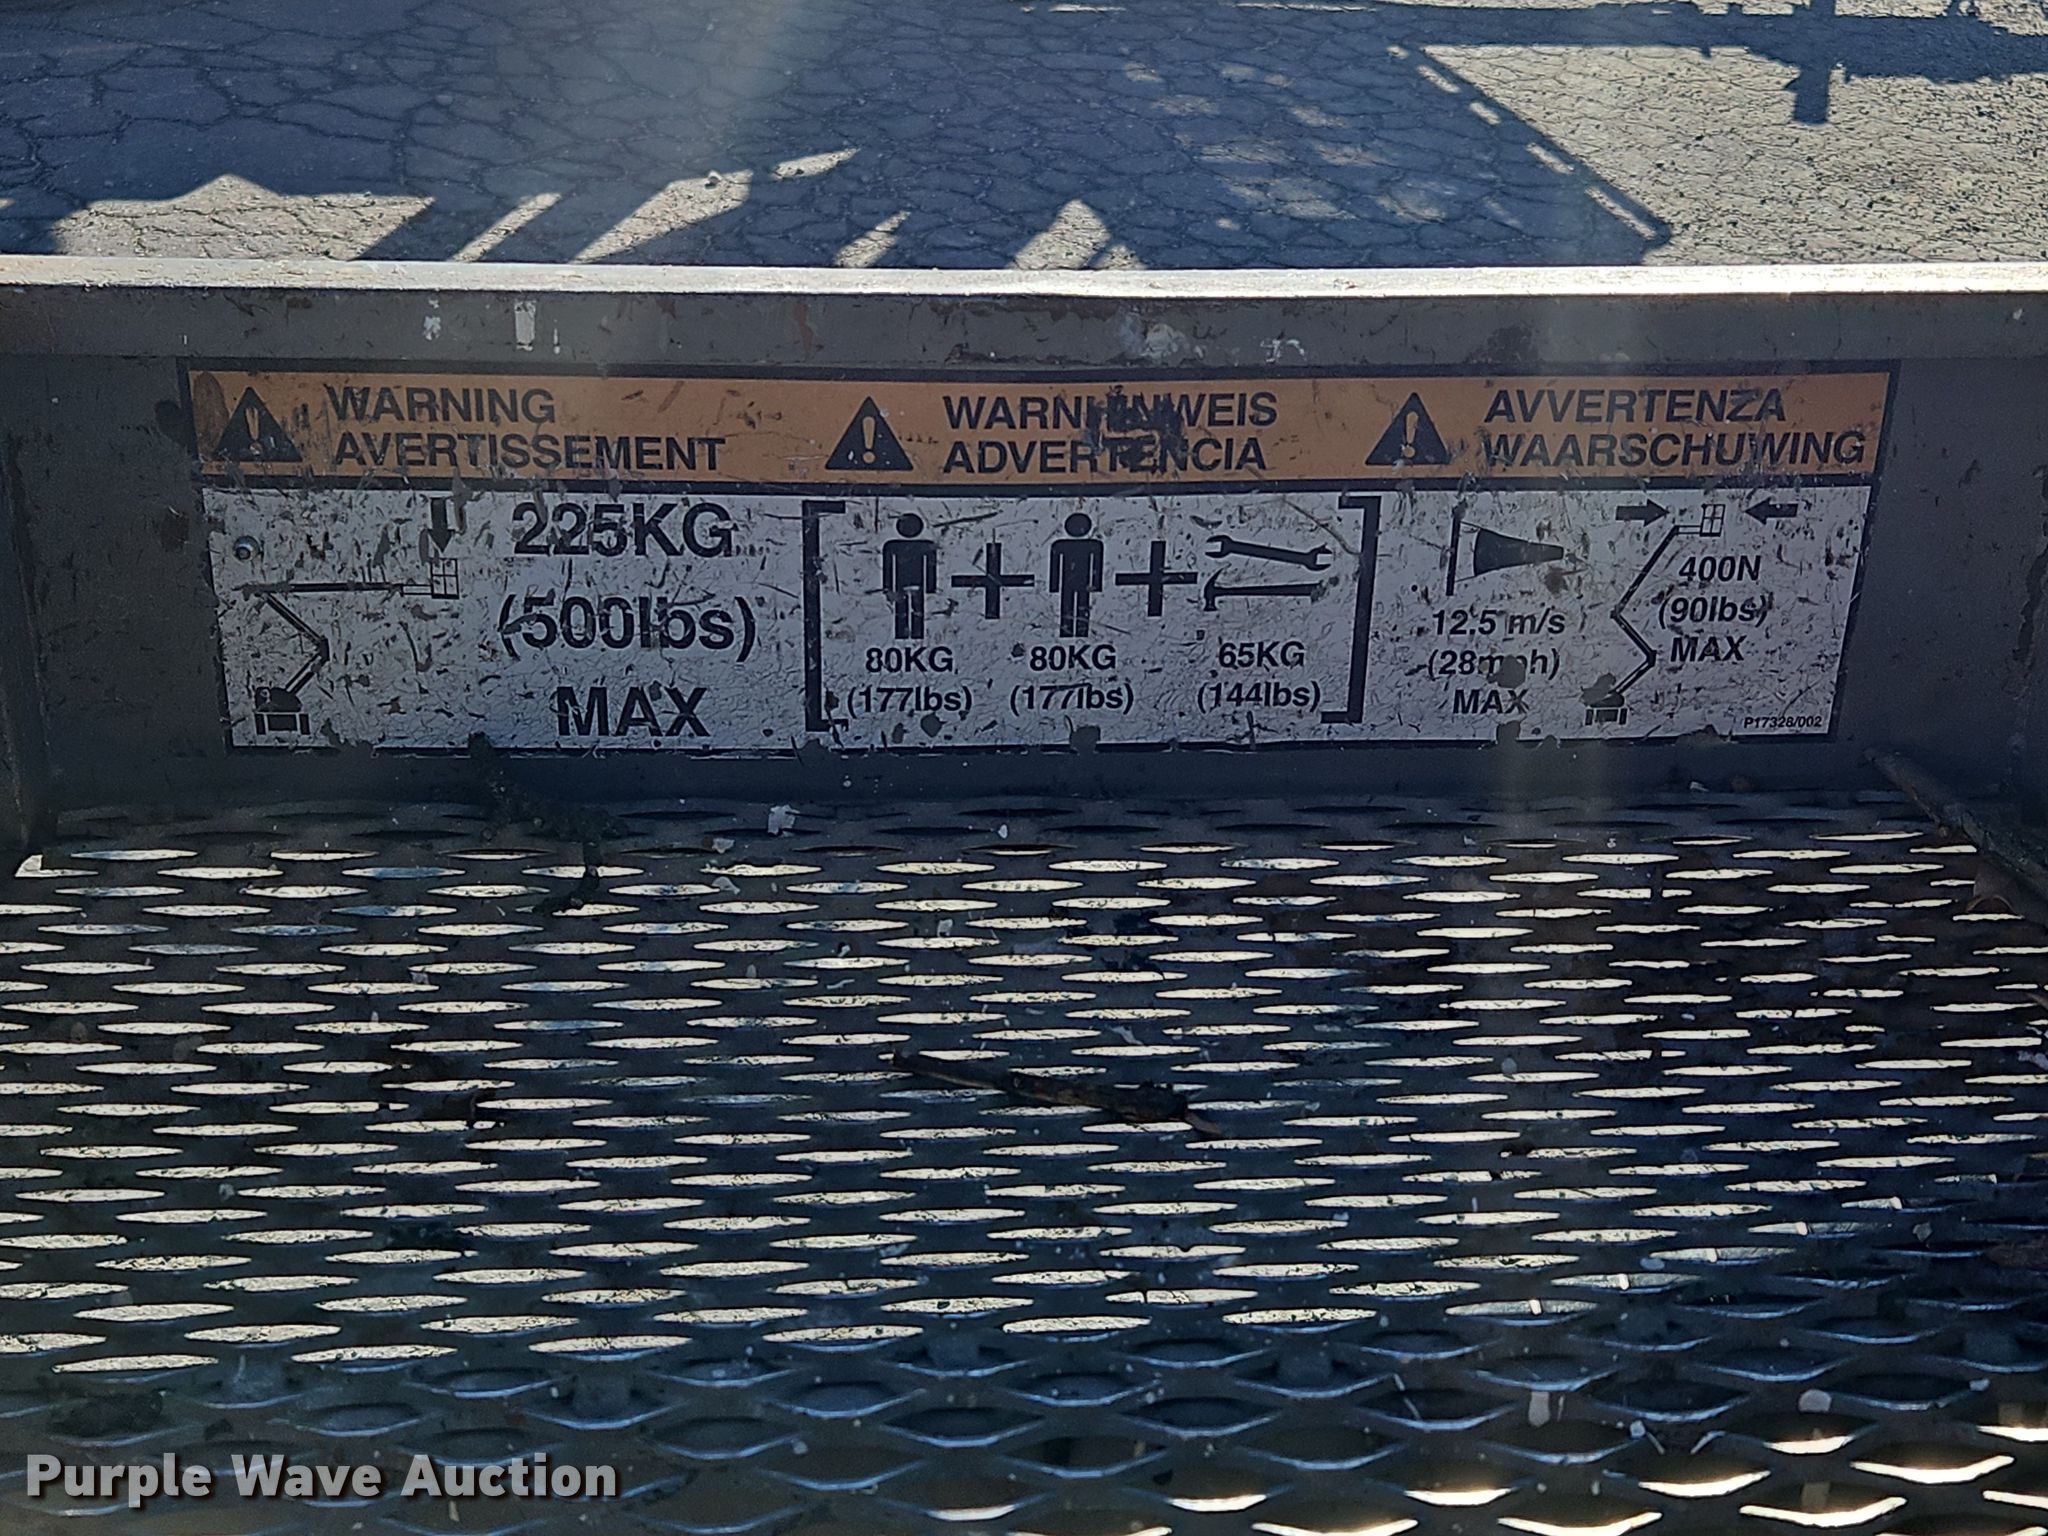 WARNING
AVERTISSEMENT
WARNHINWEIS
ADVERTENCIA
AVVERTENZA
WAARSCHUWING
225KG
(500lbs)
MAX
80KG
(177lbs)
80KG
(177lbs)
65KG
(144lbs)
12.5 m/s
(28mph)
MAX
400N
(90lbs)
MAX
P17328/002
Purple Wave Auction